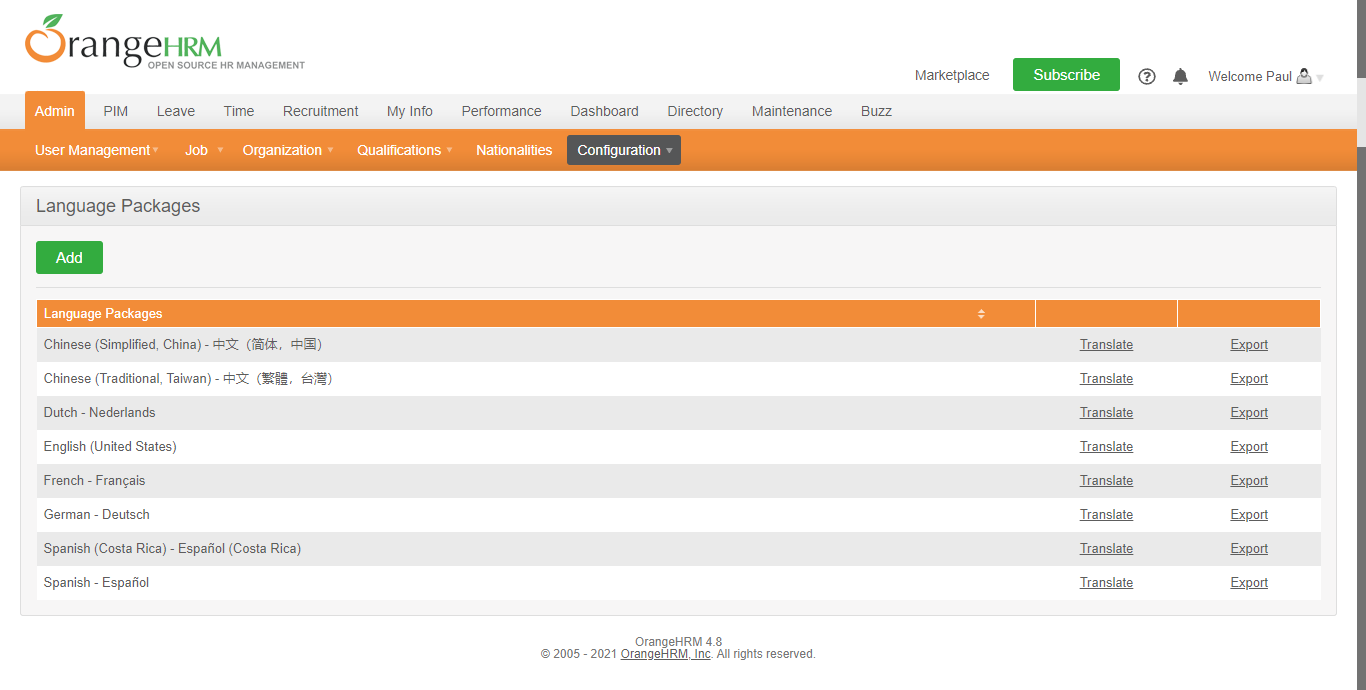 OrangeHRM
OPEN SOURCE HR MANAGEMENT
Marketplace Subscribe Welcome Paul
Admin PIM Leave Time Recruitment My Info Performance Dashboard Directory Maintenance Buzz
User Management Job Organization Qualifications Nationalities Configuration
Language Packages
Add
Language Packages
Chinese (Simplified, China) - 中文（简体，中国） Translate Export
Chinese (Traditional, Taiwan) - 中文（繁體，台灣） Translate Export
Dutch - Nederlands Translate Export
English (United States) Translate Export
French - Français Translate Export
German - Deutsch Translate Export
Spanish (Costa Rica) - Español (Costa Rica) Translate Export
Spanish - Español Translate Export
OrangeHRM 4.8
© 2005 - 2021 OrangeHRM, Inc. All rights reserved.